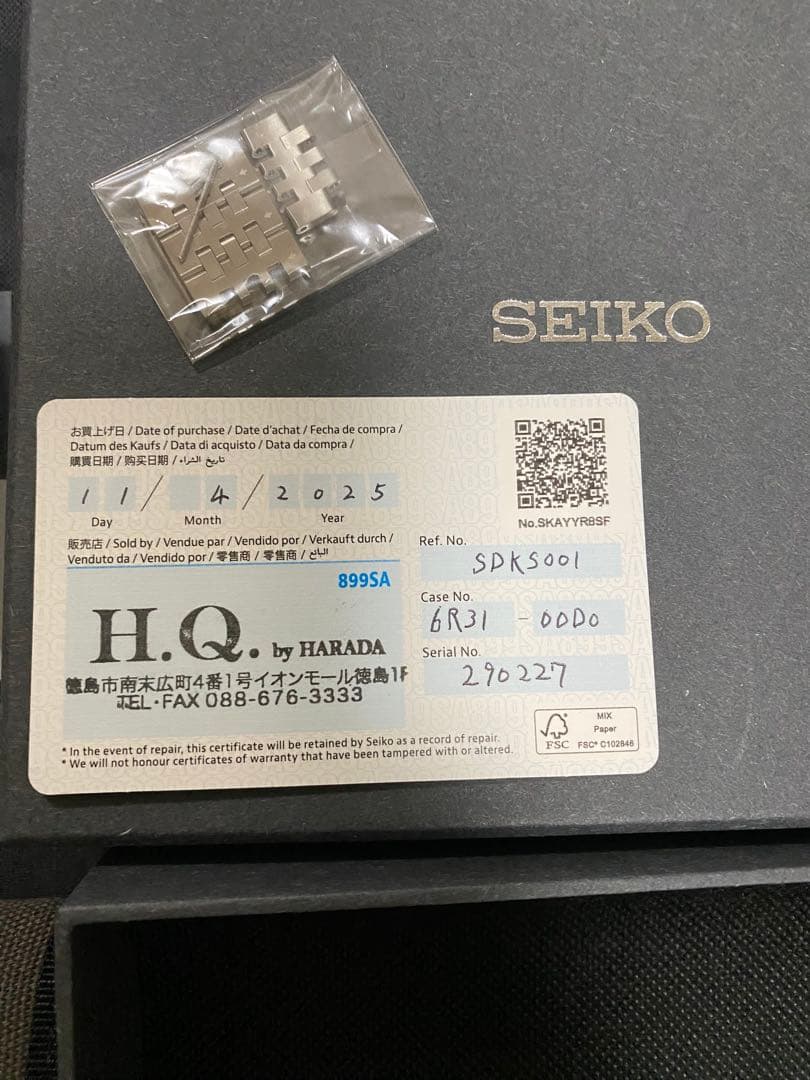 SEIKO
お買上げ日 / Date of purchase / Date d'achat / Fecha de compra /
Datum des Kaufs / Data di acquisto / Data da compra /
購買日期 / 购买日期 / تاريخ الشراء
11 / 4 / 2025
Day Month Year
No.SKAYYR8SF
販売店 / Sold by / Vendue par / Vendido por / Verkauft durch /
Venduto da / Vendido por / 零售商 / 零售商 / البائع
899SA
H.Q. by HARADA
徳島市南末広町4番1号イオンモール徳島1F
TEL・FAX 088-676-3333
Ref. No.
SDKS001
Case No.
6R31 - 00D0
Serial No.
290227
* In the event of repair, this certificate will be retained by Seiko as a record of repair.
* We will not honour certificates of warranty that have been tampered with or altered.
FSC
MIX
Paper
FSC® C102846